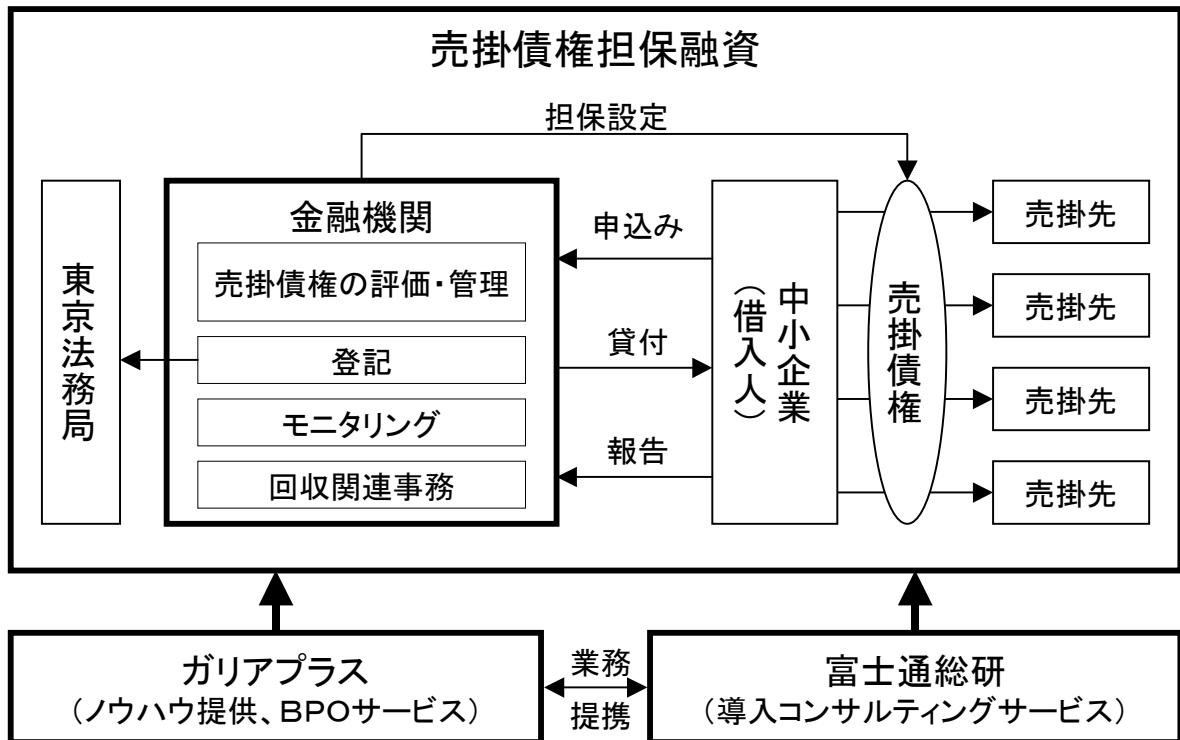 売掛債権担保融資
担保設定
東京法務局
金融機関
売掛債権の評価・管理
登記
モニタリング
回収関連事務
申込み
貸付
報告
中小企業
（借入人）
売掛債権
売掛先
売掛先
売掛先
売掛先
ガリアプラス
（ノウハウ提供、BPOサービス）
業務
提携
富士通総研
（導入コンサルティングサービス）